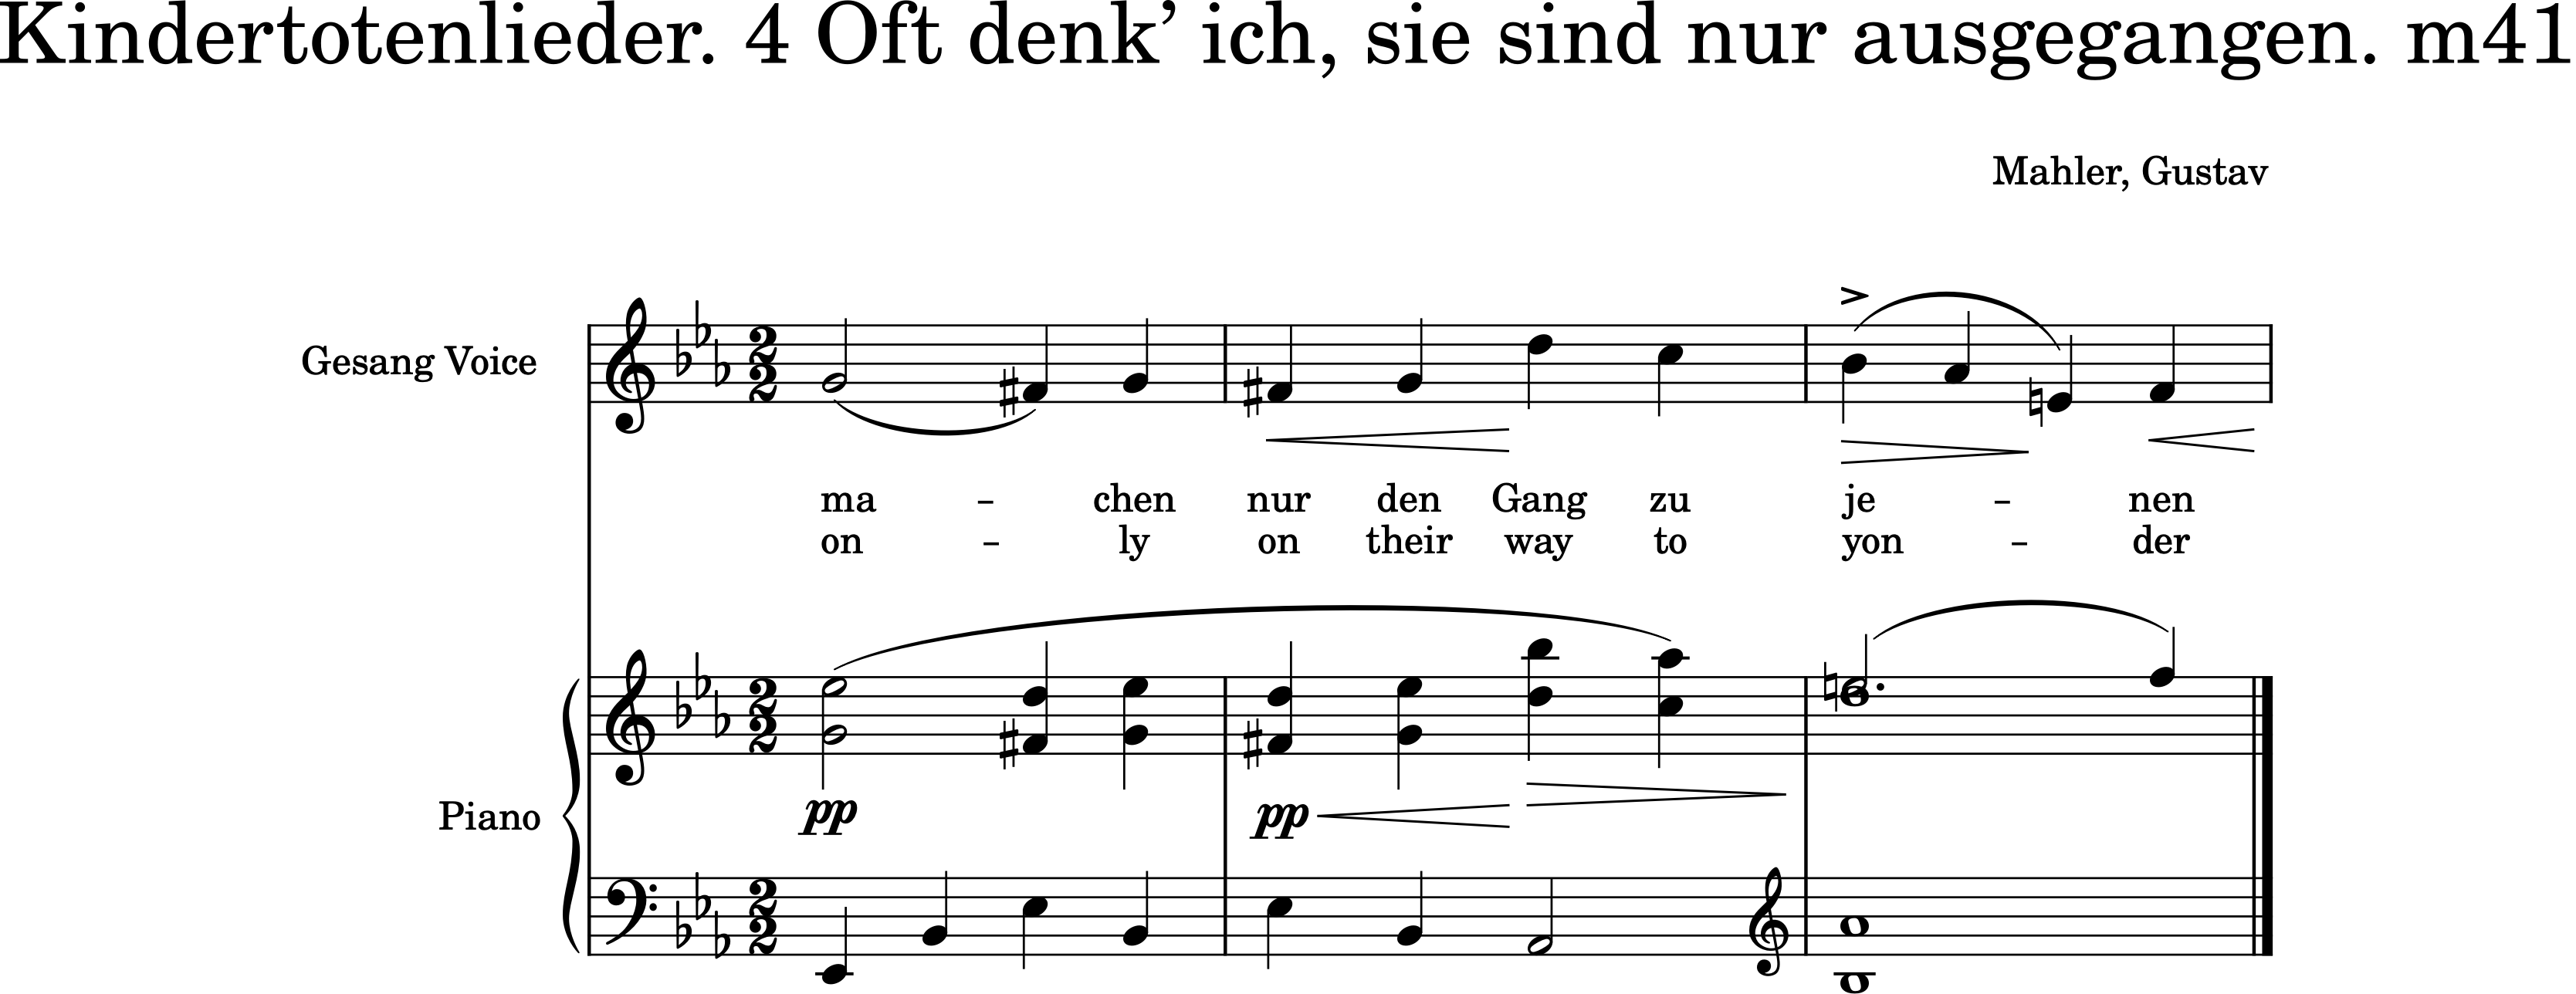 Kindertotenlieder. 4 Oft denk’ ich, sie sind nur ausgegangen. m41
Mahler, Gustav
Gesang Voice
ma – chen nur den Gang zu je – nen
on – ly on their way to yon – der
pp pp
Piano